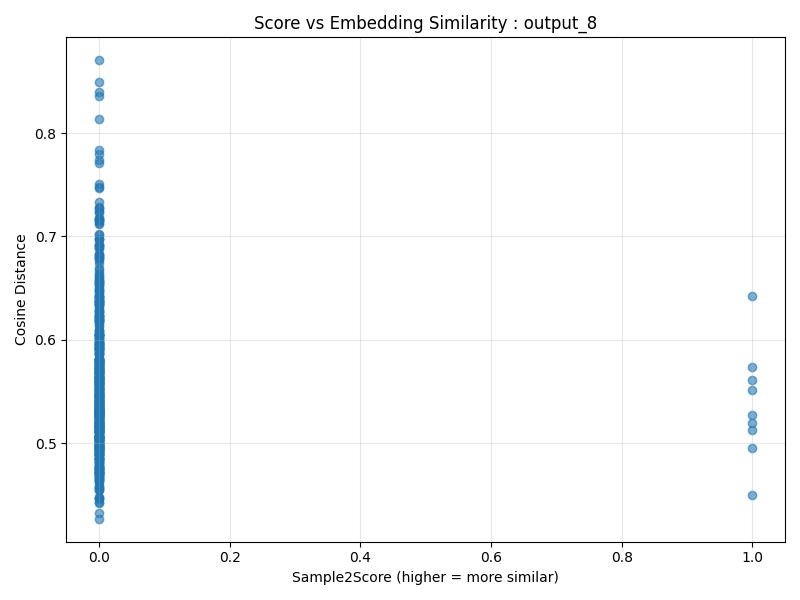 Score vs Embedding Similarity : output_8
Cosine Distance
0.8
0.7
0.6
0.5
0.0 0.2 0.4 0.6 0.8 1.0
Sample2Score (higher = more similar)